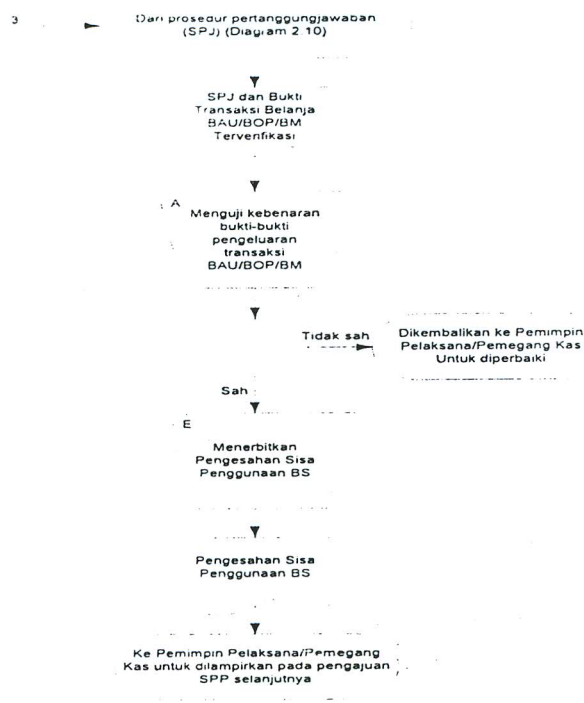 3
Dari prosedur pertanggungjawaban
(SPJ) (Diagram 2.10)
SPJ dan Bukti
Transaksi Belanja
BAU/BOP/BM
Terverifikasi
A
Menguji kebenaran
bukti-bukti
pengeluaran
transaksi
BAU/BOP/BM
Tidak sah
Dikembalikan ke Pemimpin
Pelaksana/Pemegang Kas
Untuk diperbaiki
Sah
E
Menerbitkan
Pengesahan Sisa
Penggunaan BS
Pengesahan Sisa
Penggunaan BS
Ke Pemimpin Pelaksana/Pemegang
Kas untuk dilampirkan pada pengajuan
SPP selanjutnya